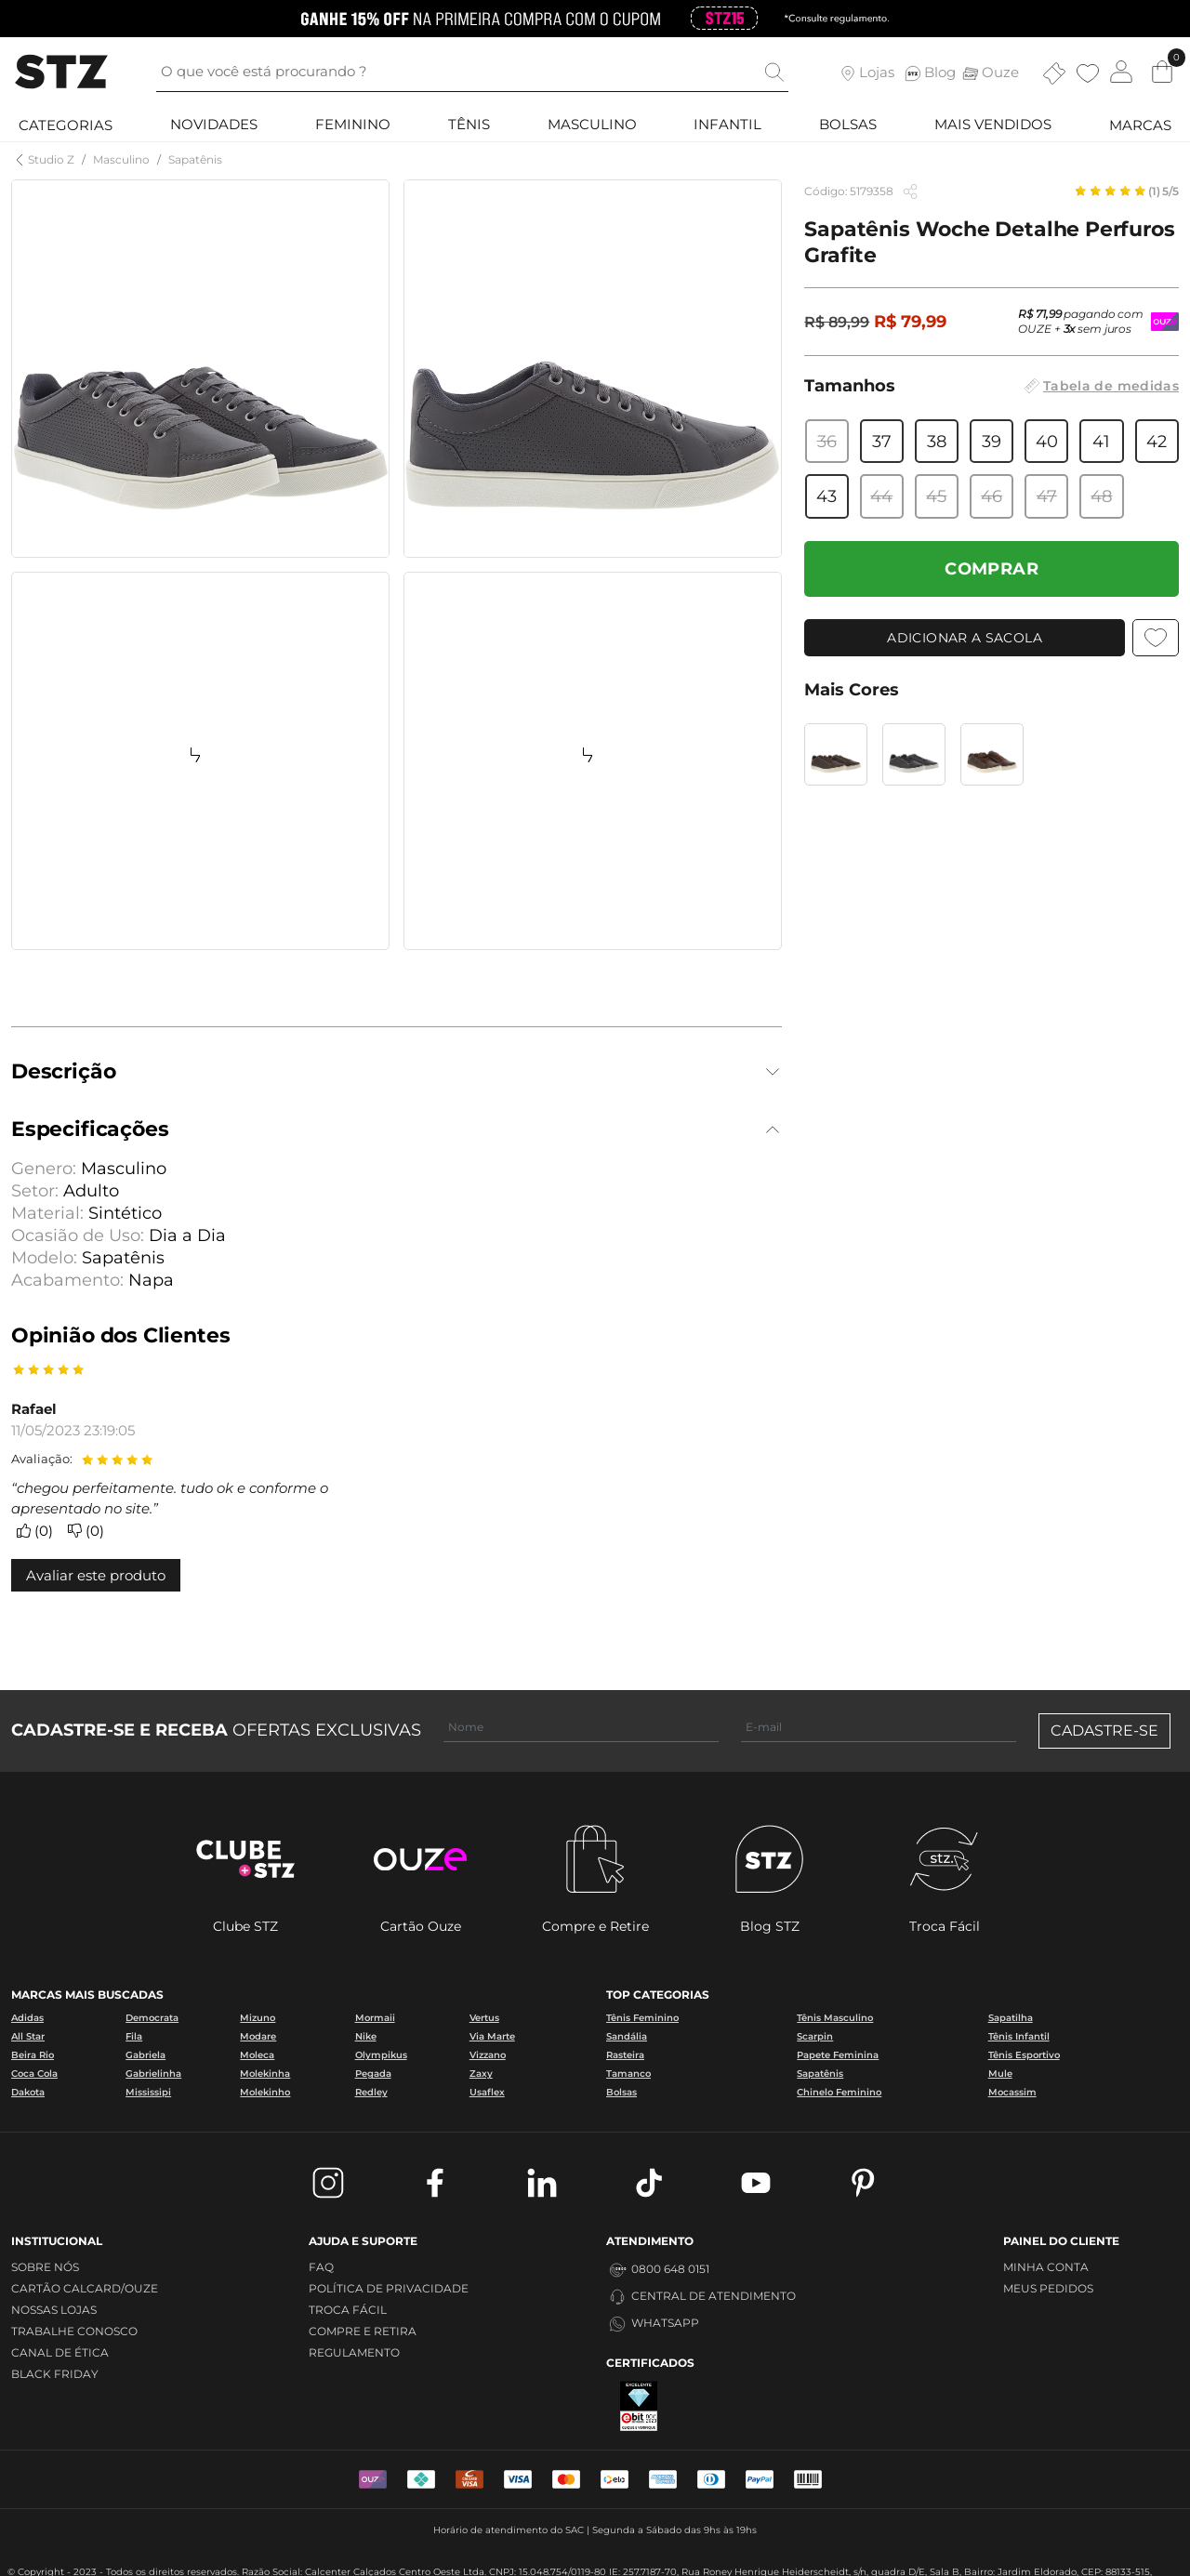 GANHE 15% OFF NA PRIMEIRA COMPRA COM O CUPOM STZ15 *Consulte regulamento.
STZ
O que você está procurando ?
Lojas
STZ Blog
Ouze
0
CATEGORIAS NOVIDADES FEMININO TÊNIS MASCULINO INFANTIL BOLSAS MAIS VENDIDOS MARCAS
Studio Z / Masculino / Sapatênis
Código: 5179358
(1) 5/5
Sapatênis Woche Detalhe Perfuros
Grafite
R$ 89,99 R$ 79,99
R$ 71,99 pagando com
OUZE + 3x sem juros
OUZE
Tamanhos
Tabela de medidas
36 37 38 39 40 41 42
43 44 45 46 47 48
COMPRAR
ADICIONAR A SACOLA
Mais Cores
Descrição
Especificações
Genero: Masculino
Setor: Adulto
Material: Sintético
Ocasião de Uso: Dia a Dia
Modelo: Sapatênis
Acabamento: Napa
Opinião dos Clientes
Rafael
11/05/2023 23:19:05
Avaliação:
“chegou perfeitamente. tudo ok e conforme o
apresentado no site.”
(0) (0)
Avaliar este produto
CADASTRE-SE E RECEBA OFERTAS EXCLUSIVAS
Nome
E-mail
CADASTRE-SE
CLUBE
+STZ
ouze
STZ
stz.
Clube STZ
Cartão Ouze
Compre e Retire
Blog STZ
Troca Fácil
MARCAS MAIS BUSCADAS
Adidas Democrata Mizuno Mormaii Vertus
All Star Fila Modare Nike Via Marte
Beira Rio Gabriela Moleca Olympikus Vizzano
Coca Cola Gabrielinha Molekinha Pegada Zaxy
Dakota Mississipi Molekinho Redley Usaflex
TOP CATEGORIAS
Tênis Feminino Tênis Masculino Sapatilha
Sandália Scarpin Tênis Infantil
Rasteira Papete Feminina Tênis Esportivo
Tamanco Sapatênis Mule
Bolsas Chinelo Feminino Mocassim
INSTITUCIONAL
SOBRE NÓS
CARTÃO CALCARD/OUZE
NOSSAS LOJAS
TRABALHE CONOSCO
CANAL DE ÉTICA
BLACK FRIDAY
AJUDA E SUPORTE
FAQ
POLÍTICA DE PRIVACIDADE
TROCA FÁCIL
COMPRE E RETIRA
REGULAMENTO
ATENDIMENTO
0800 648 0151
CENTRAL DE ATENDIMENTO
WHATSAPP
CERTIFICADOS
EXCELENTE
ebit
PAINEL DO CLIENTE
MINHA CONTA
MEUS PEDIDOS
VISA
VISA
elo
PayPal
Horário de atendimento do SAC | Segunda a Sábado das 9hs às 19hs
© Copyright - 2023 - Todos os direitos reservados. Razão Social: Calcenter Calçados Centro Oeste Ltda. CNPJ: 15.048.754/0119-80 IE: 257.7187-70, Rua Roney Henrique Heiderscheidt, s/n, quadra D/E, Sala B, Bairro: Jardim Eldorado, CEP: 88133-515,